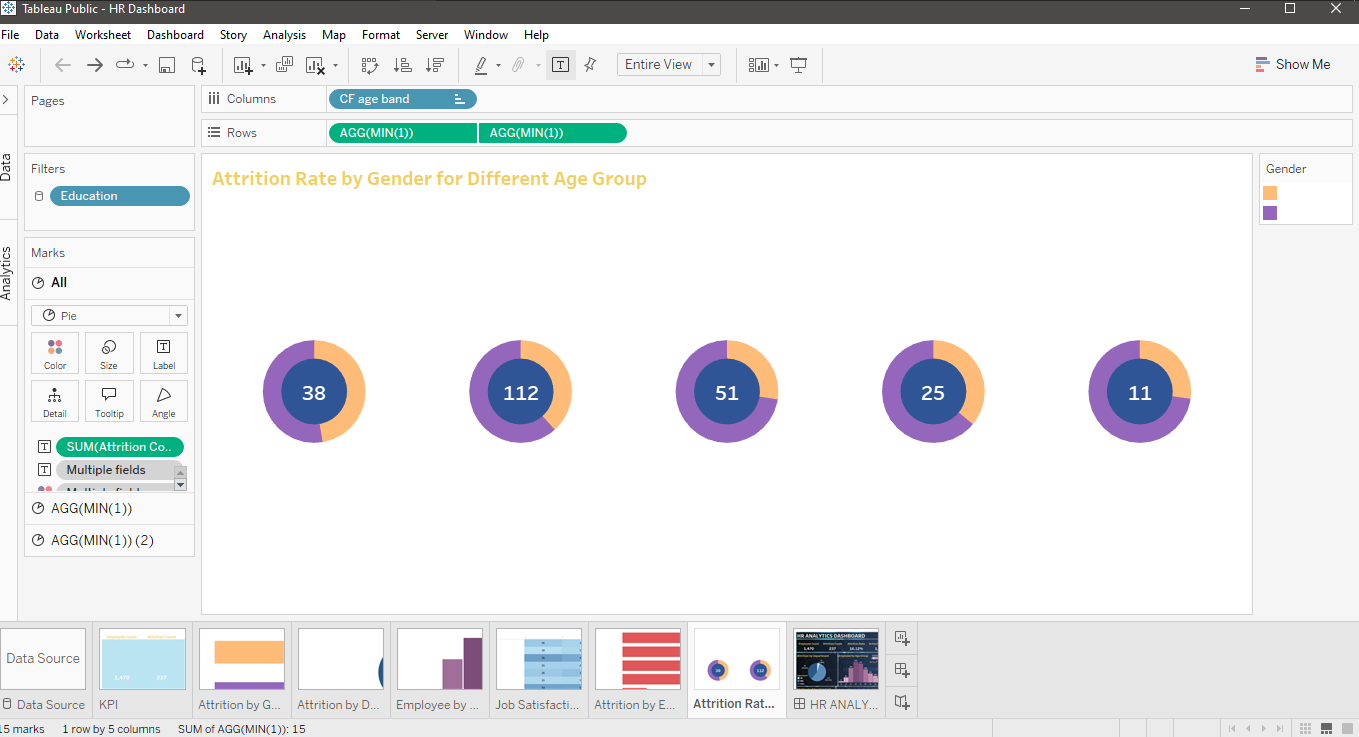 Tableau Public - HR Dashboard
File Data Worksheet Dashboard Story Analysis Map Format Server Window Help
Entire View
Show Me
Pages
Columns
CF age band
Rows
AGG(MIN(1)) AGG(MIN(1))
Data
Analytics
Filters
Education
Marks
All
Pie
Color Size Label
Detail Tooltip Angle
SUM(Attrition Co..
Multiple fields
AGG(MIN(1))
AGG(MIN(1)) (2)
Attrition Rate by Gender for Different Age Group
38 112 51 25 11
Gender
Data Source
Employee Count Attrition Count
1,470 237
38 112
HR ANALYTICS DASHBOARD
1,470 237
Data Source KPI Attrition by G... Attrition by D... Employee by ... Job Satisfacti... Attrition by E... Attrition Rat... HR ANALY...
15 marks 1 row by 5 columns SUM of AGG(MIN(1)): 15